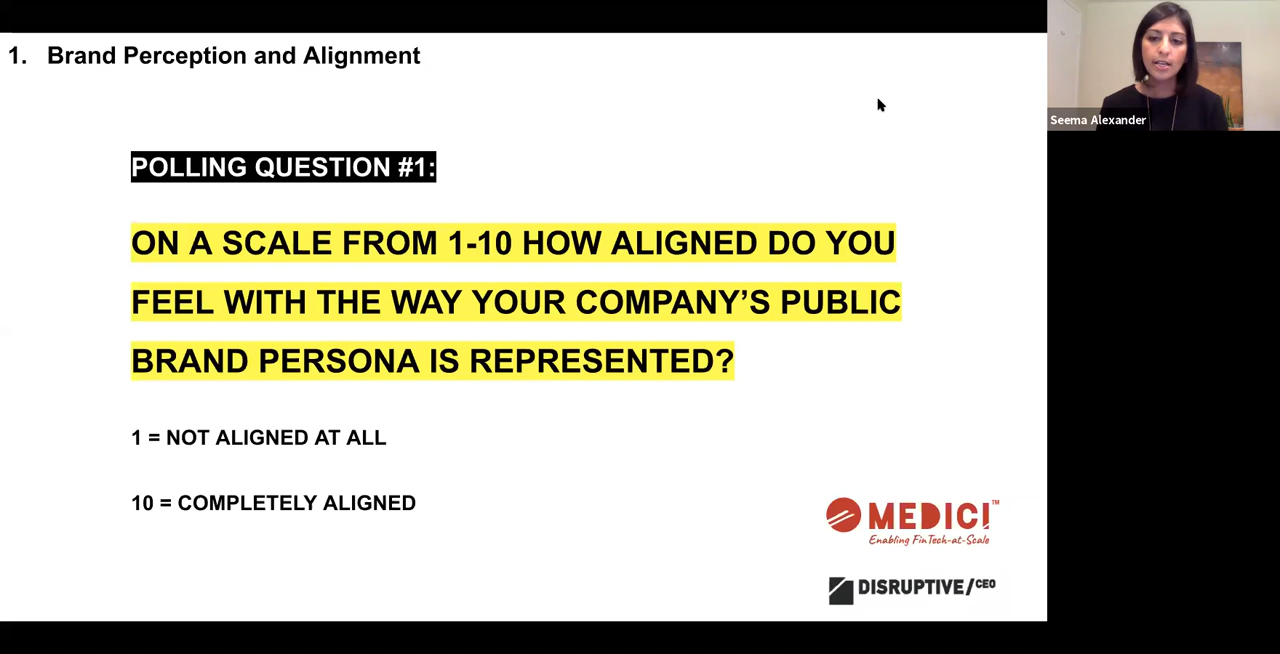 1. Brand Perception and Alignment
Seema Alexander
POLLING QUESTION #1:
ON A SCALE FROM 1-10 HOW ALIGNED DO YOU
FEEL WITH THE WAY YOUR COMPANY’S PUBLIC
BRAND PERSONA IS REPRESENTED?
1 = NOT ALIGNED AT ALL
10 = COMPLETELY ALIGNED
MEDICI™
Enabling FinTech-at-Scale
DISRUPTIVE/CEO